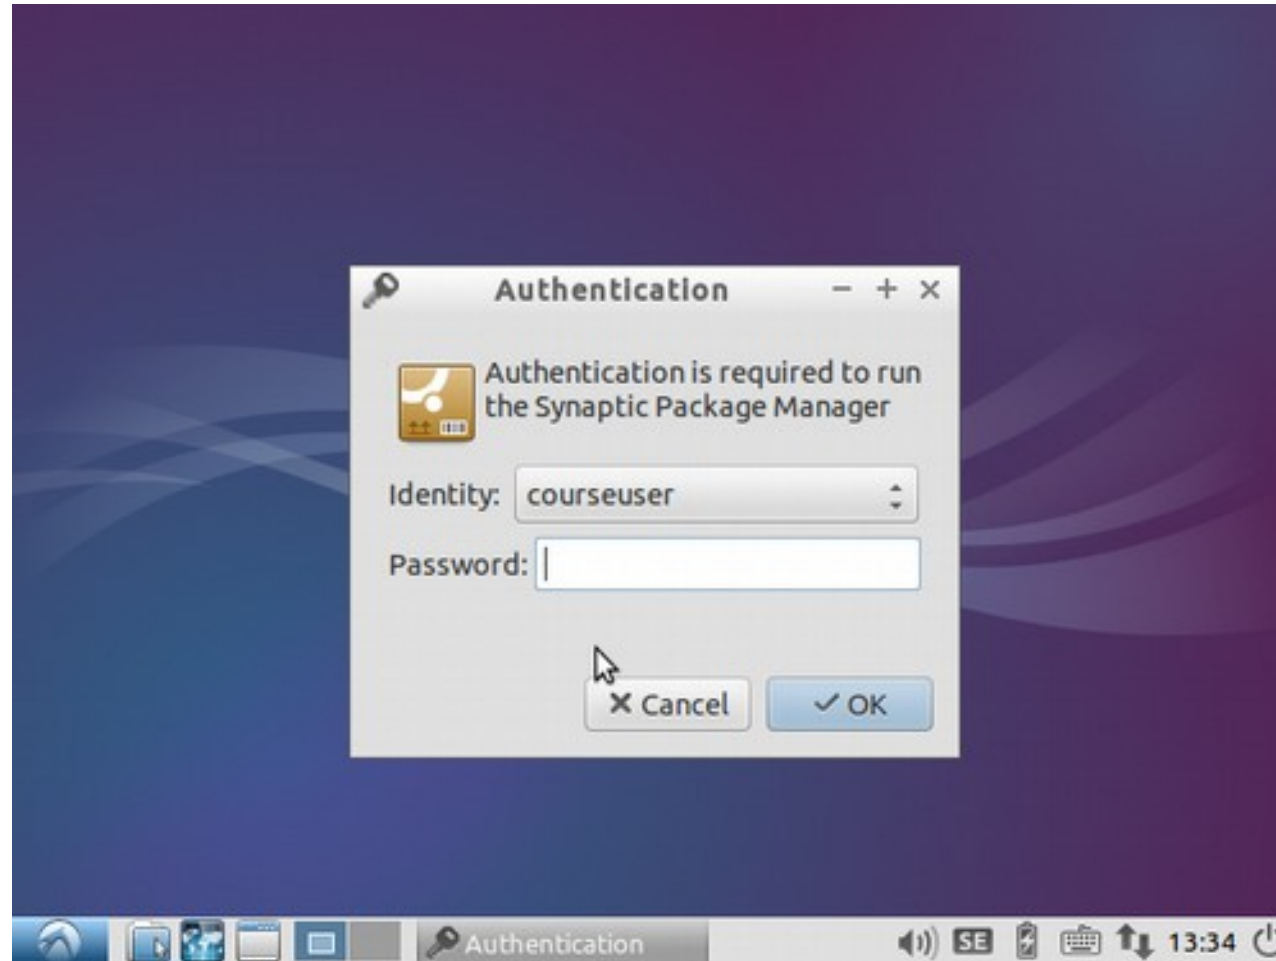 Authentication
Authentication is required to run
the Synaptic Package Manager
Identity: courseuser
Password:
Cancel
OK
Authentication
SE
13:34